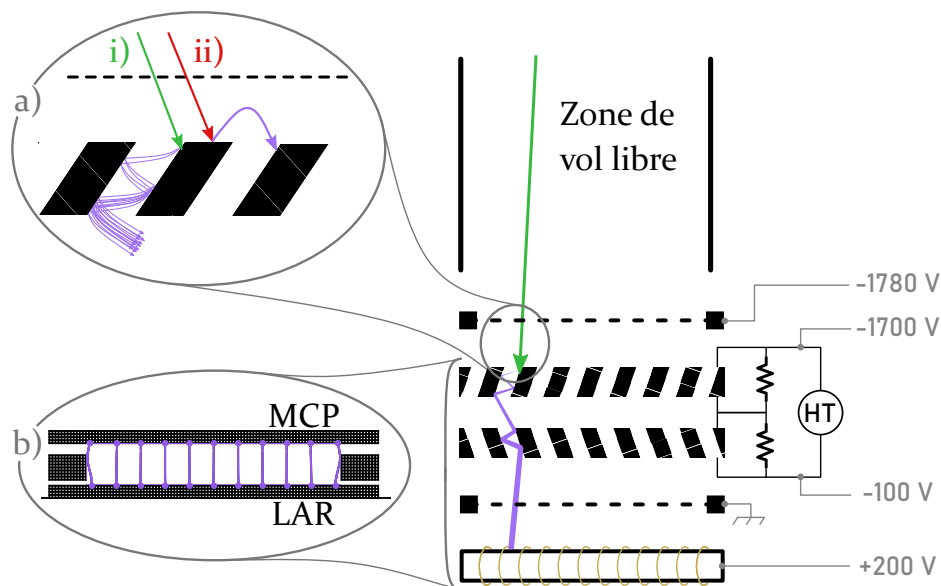 i) ii)
a)
Zone de
vol libre
-1780 V
-1700 V
HT
b)
MCP
LAR
-100 V
+200 V